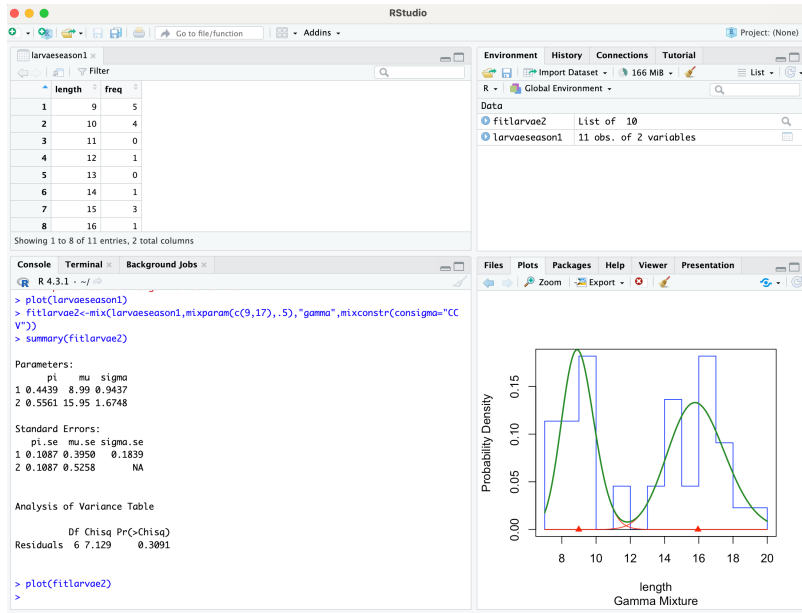 RStudio
Go to file/function
Addins
Project: (None)
larvaeseason1
Filter
length freq
1 9 5
2 10 4
3 11 0
4 12 1
5 13 0
6 14 1
7 15 3
8 16 1
Showing 1 to 8 of 11 entries, 2 total columns
Console Terminal Background Jobs
R 4.3.1 · ~/
> plot(larvaeseason1)
> fitlarvae2<-mix(larvaeseason1,mixparam(c(9,17),.5),"gamma",mixconstr(consigma="CC
V"))
> summary(fitlarvae2)
Parameters:
pi mu sigma
1 0.4439 8.99 0.9437
2 0.5561 15.95 1.6748
Standard Errors:
pi.se mu.se sigma.se
1 0.1087 0.3950 0.1839
2 0.1087 0.5258 NA
Analysis of Variance Table
Df Chisq Pr(>Chisq)
Residuals 6 7.129 0.3091
> plot(fitlarvae2)
>
Environment History Connections Tutorial
Import Dataset 166 MiB List
R Global Environment
Data
fitlarvae2 List of 10
larvaeseason1 11 obs. of 2 variables
Files Plots Packages Help Viewer Presentation
Zoom Export
Probability Density
0.00 0.05 0.10 0.15
8 10 12 14 16 18 20
length
Gamma Mixture